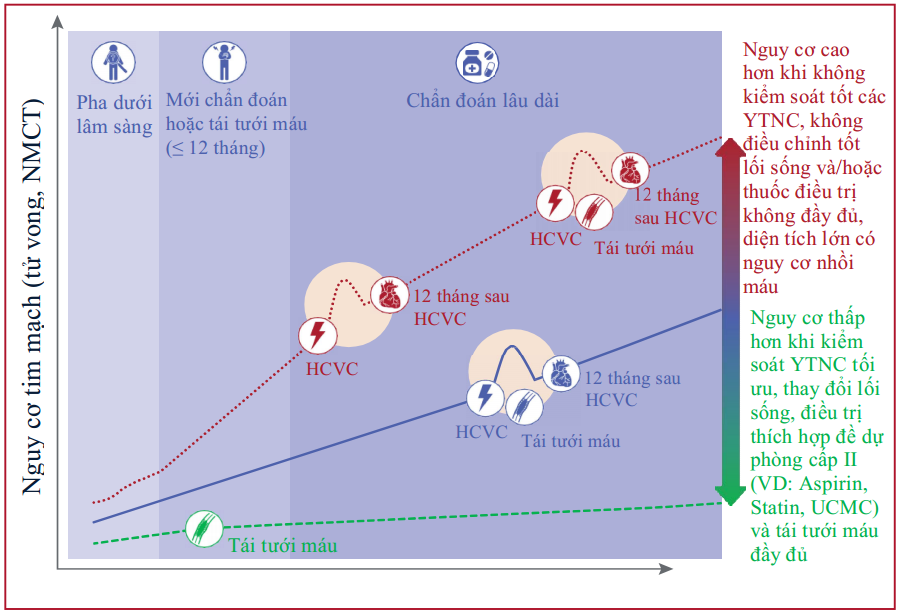 Nguy cơ tim mạch (tử vong, NMCT)
Pha dưới
lâm sàng
Mới chẩn đoán
hoặc tái tưới máu
(≤ 12 tháng)
Chẩn đoán lâu dài
HCVC
12 tháng sau
HCVC
HCVC
Tái tưới máu
12 tháng
sau HCVC
HCVC
Tái tưới máu
12 tháng sau
HCVC
Tái tưới máu
Nguy cơ cao
hơn khi không
kiểm soát tốt các
YTNC, không
điều chỉnh tốt
lối sống và/hoặc
thuốc điều trị
không đầy đủ,
diện tích lớn có
nguy cơ nhồi
máu
Nguy cơ thấp
hơn khi kiểm
soát YTNC tối
ưu, thay đổi lối
sống, điều trị
thích hợp đề dự
phòng cấp II
(VD: Aspirin,
Statin, UCMC)
và tái tưới máu
đầy đủ